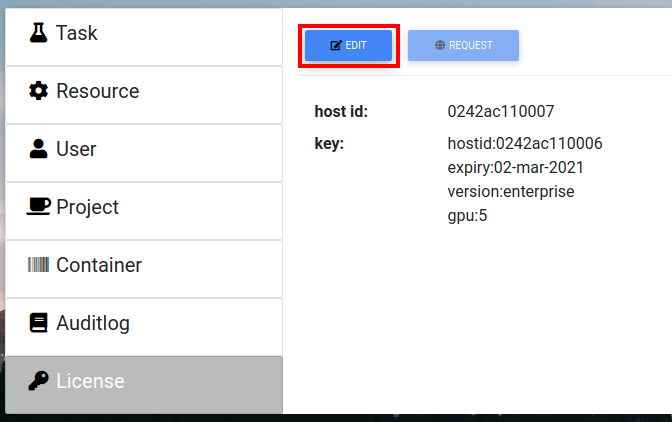 Task
Resource
User
Project
Container
Auditlog
License
EDIT
REQUEST
host id: 0242ac110007
key: hostid:0242ac110006
expiry:02-mar-2021
version:enterprise
gpu:5